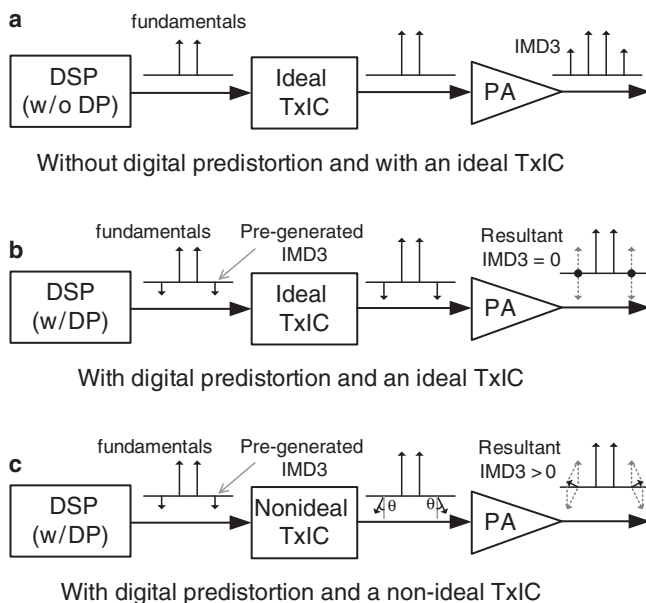 a
fundamentals
IMD3
DSP
(w/o DP)
Ideal
TxIC
PA
Without digital predistortion and with an ideal TxIC
b
fundamentals
Pre-generated
IMD3
Resultant
IMD3 = 0
DSP
(w/DP)
Ideal
TxIC
PA
With digital predistortion and an ideal TxIC
c
fundamentals
Pre-generated
IMD3
Resultant
IMD3 > 0
DSP
(w/DP)
Nonideal
TxIC
θ
θ
PA
With digital predistortion and a non-ideal TxIC